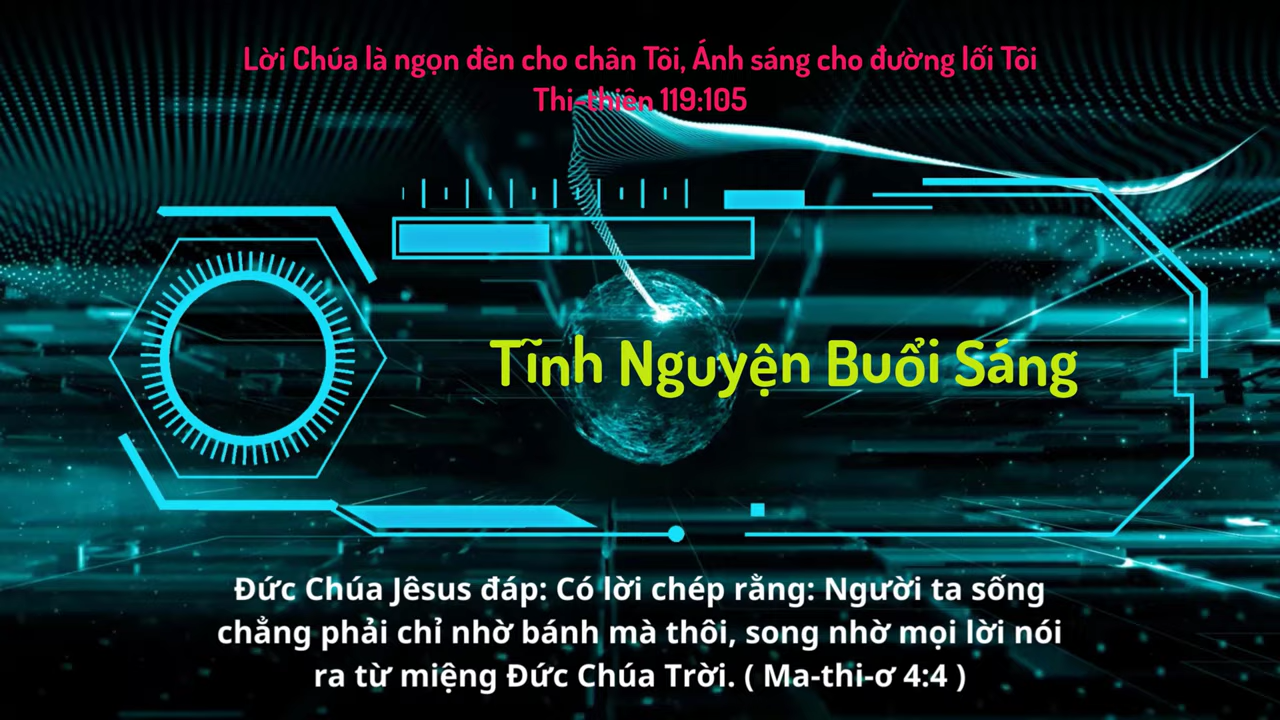 Lời Chúa là ngọn đèn cho chân Tôi, Ánh sáng cho đường lối Tôi
Thi-thiên 119:105
Tĩnh Nguyện Buổi Sáng
Đức Chúa Jêsus đáp: Có lời chép rằng: Người ta sống
chẳng phải chỉ nhờ bánh mà thôi, song nhờ mọi lời nói
ra từ miệng Đức Chúa Trời. ( Ma-thi-ơ 4:4 )